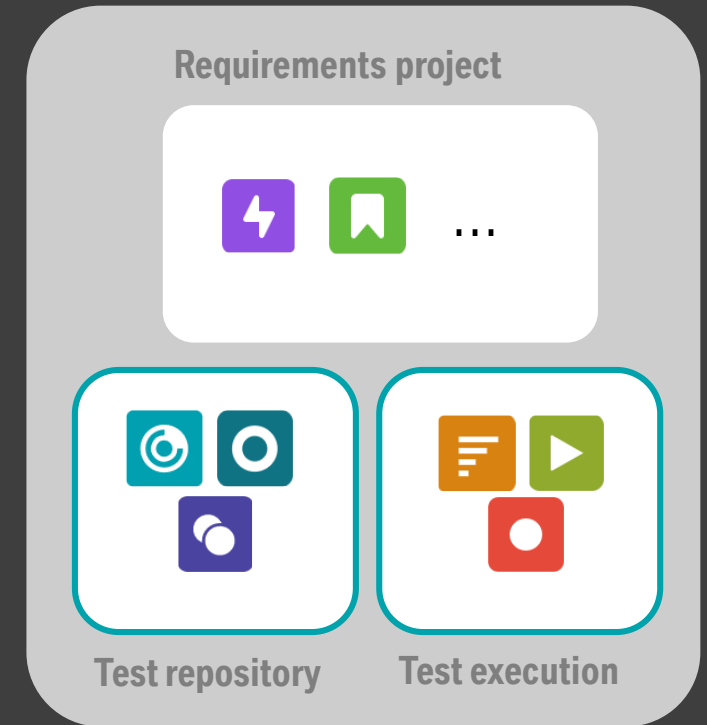 Requirements project
...
Test repository
Test execution